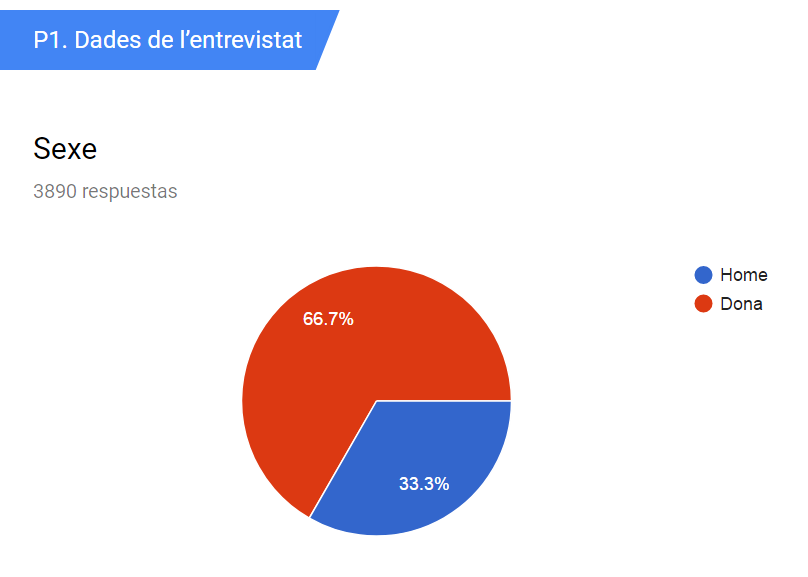 P1. Dades de l’entrevistat
Sexe
3890 respuestas
Home
Dona
66.7%
33.3%